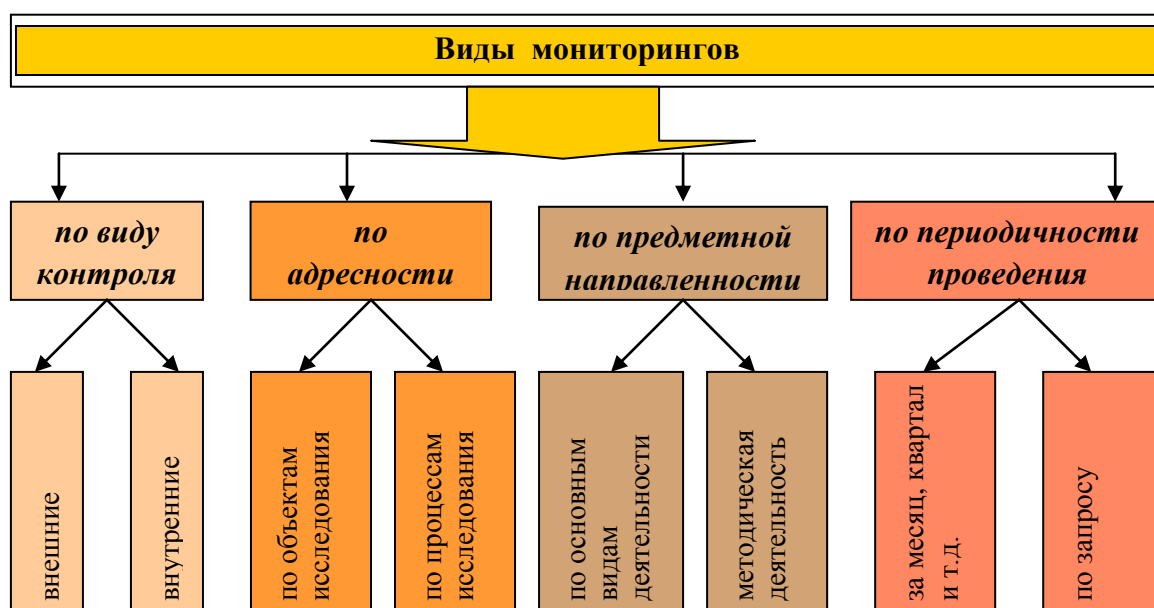 Виды мониторингов
по виду
контроля
по
адресности
по предметной
направленности
по периодичности
проведения
внешние
внутренние
по объектам
исследования
по процессам
исследования
по основным
видам
деятельности
методическая
деятельность
за месяц, квартал
и т.д.
по запросу